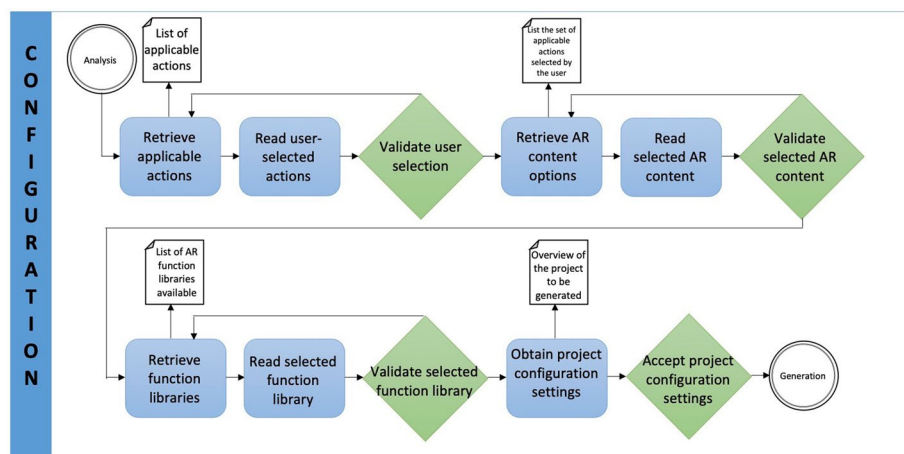 CONFIGURATION
Analysis
List of
applicable
actions
Retrieve
applicable
actions
Read user-
selected
actions
Validate user
selection
List the set of
applicable
actions
selected by
the user
Retrieve AR
content
options
Read
selected AR
content
Validate
selected AR
content
List of AR
function
libraries
available
Retrieve
function
libraries
Read selected
function
library
Validate selected
function library
Overview of
the project
to be
generated
Obtain project
configuration
settings
Accept project
configuration
settings
Generation